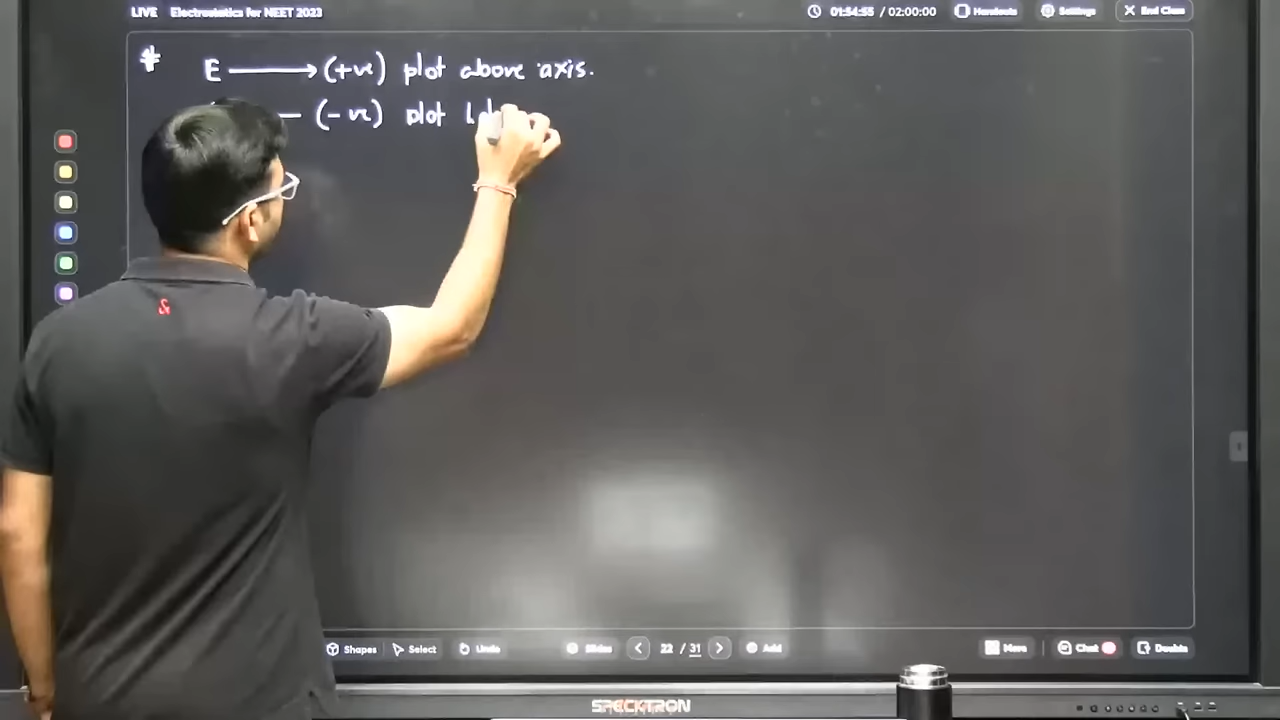 LIVE Electrostatics for NEET 2023 01:54:55 / 02:00:00 Handouts Settings End Class
* E ⟶ (+ve) plot above axis.
(-ve) plot
Shapes Select Undo Slides 22 / 31 Add More Chat Doubts
SPECKTRON